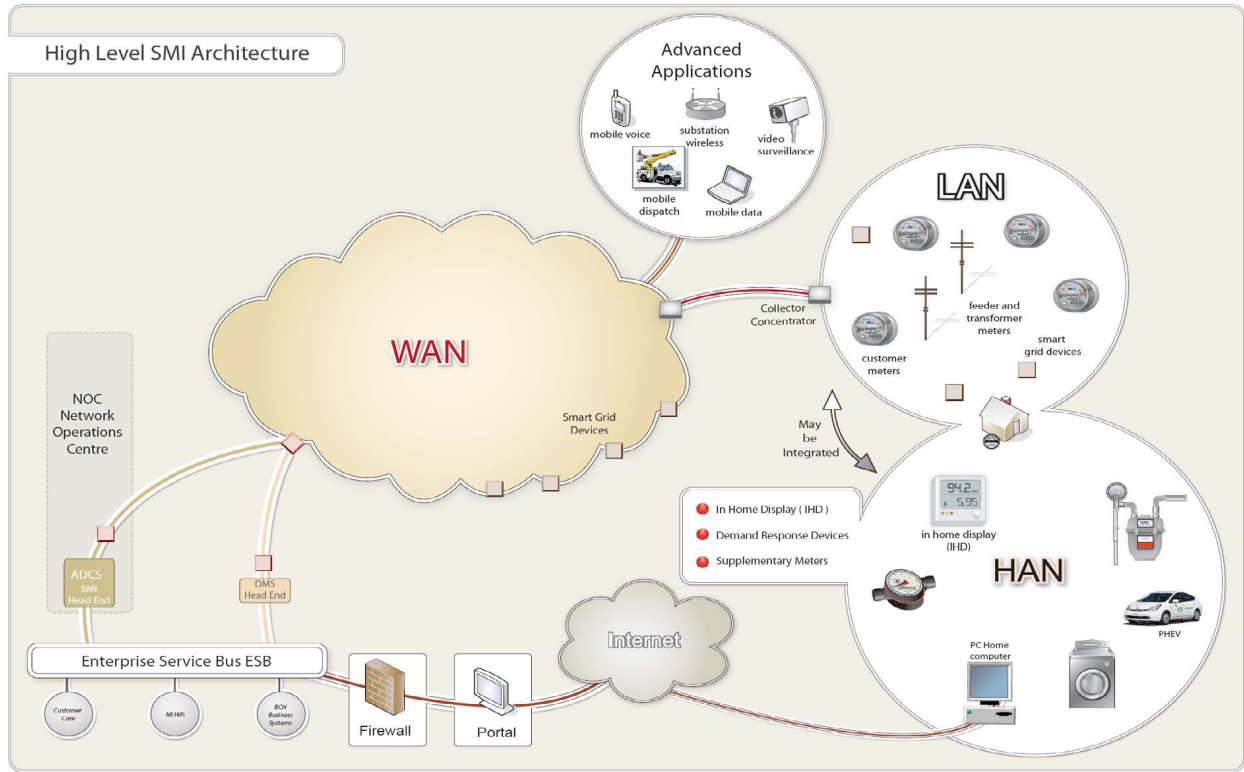 High Level SMI Architecture
Advanced
Applications
mobile voice
substation
wireless
video
surveillance
mobile
dispatch
mobile data
LAN
feeder and
transformer
meters
customer
meters
smart
grid devices
Collector
Concentrator
WAN
Smart Grid
Devices
NOC
Network
Operations
Centre
May
be
Integrated
In Home Display ( IHD )
Demand Response Devices
Supplementary Meters
94.2
$ 5.95
in home display
(IHD)
HAN
PHEV
PC Home
computer
ADCS
SMI
Head End
DMS
Head End
Internet
Enterprise Service Bus ESB
Customer
Care
MDMS
BCH
Business
Systems
Firewall
Portal